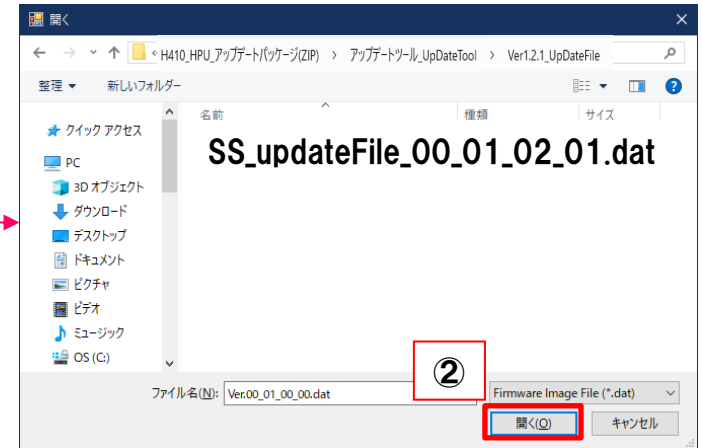 開く
H410_HPU_アップデートパッケージ(ZIP) > アップデートツール_UpDateTool > Ver1.2.1_UpDateFile
整理 新しいフォルダー
名前 種類 サイズ
SS_updateFile_00_01_02_01.dat
クイック アクセス
PC
3D オブジェクト
ダウンロード
デスクトップ
ドキュメント
ピクチャ
ビデオ
ミュージック
OS (C:)
②
ファイル名(N): Ver.00_01_00_00.dat Firmware Image File (*.dat)
開く(O) キャンセル